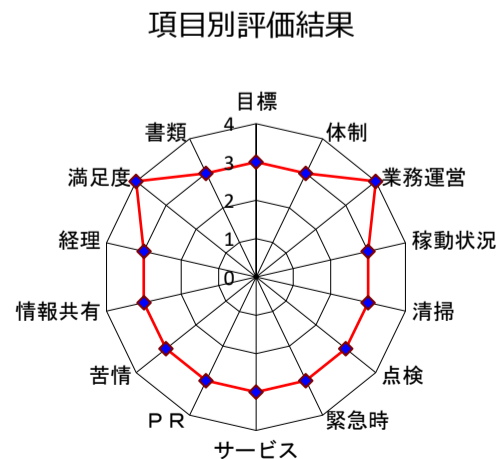 項目別評価結果
目標
体制
業務運営
稼動状況
清掃
点検
緊急時
サービス
ＰＲ
苦情
情報共有
経理
満足度
書類
4
3
2
1
0